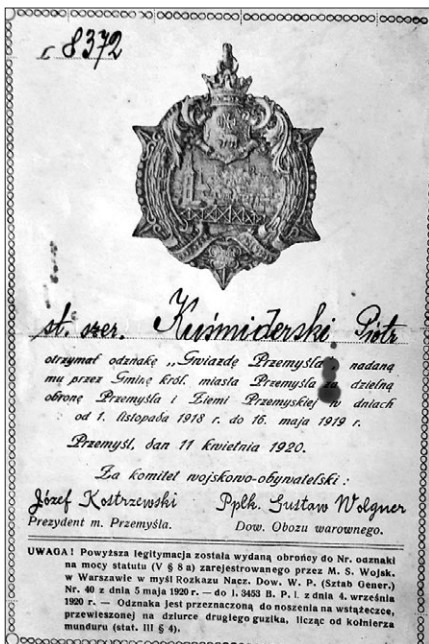 L 8372
st. szer. Kuśmiderski Piotr
otrzymał odznakę „Gwiazdę Przemyśla", nadaną
mu przez Gminę król. miasta Przemyśla za dzielną
obronę Przemyśla i Ziemi Przemyskiej w dniach
od 1. listopada 1918 r. do 16. maja 1919 r.
Przemyśl, dan 11 kwietnia 1920.
Za komitet wojskowo-obywatelski :
Józef Kostrzewski Pplk. Gustaw Wolgner
Prezydent m. Przemyśla. Dow. Obozu warownego.
UWAGA! Powyższa legitymacja została wydaną obrońcy do Nr. odznaki
na mocy statutu (V § 8 a) zarejestrowanego przez M. S. Wojsk.
w Warszawie w myśl Rozkazu Nacz. Dow. W. P. (Sztab Gener.)
Nr. 40 z dnia 5 maja 1920 r. — do l. 3453 B. P. I. z dnia 4. września
1920 r. — Odznaka jest przeznaczoną do noszenia na wstążeczce,
przewieszonej na dziurce drugiego guzika, licząc od kołnierza
munduru (stat. III § 4).